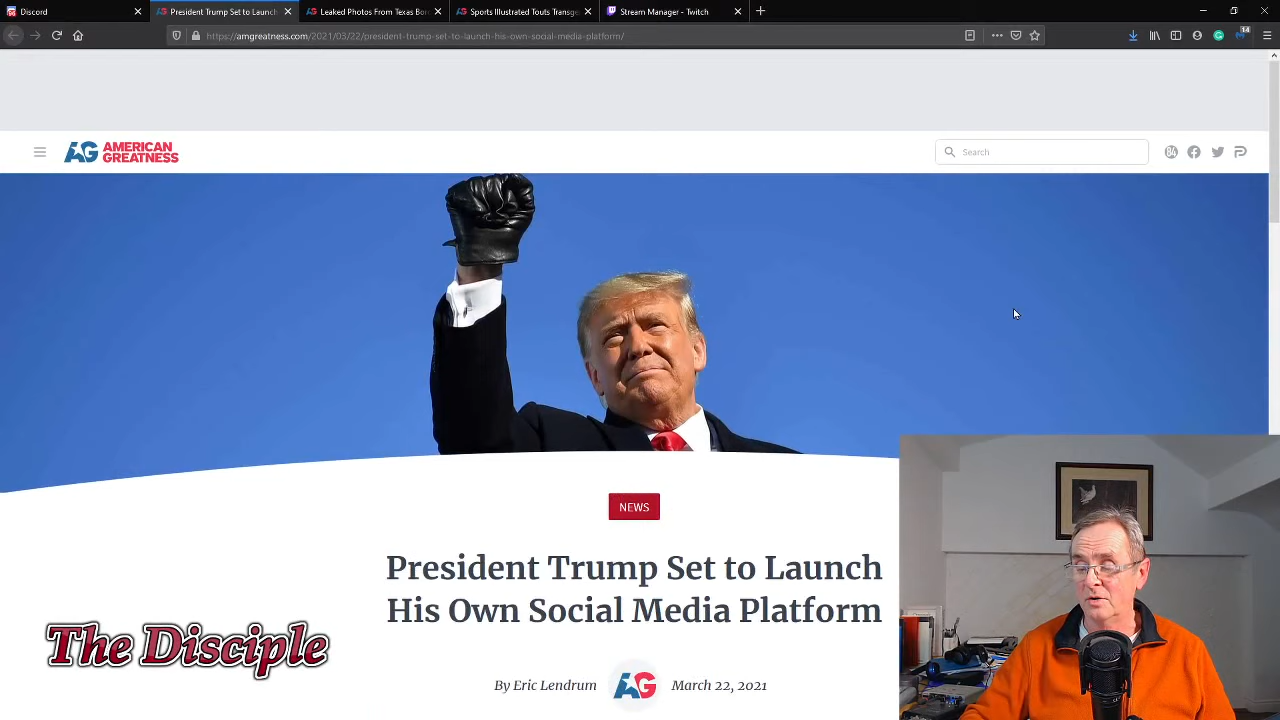 Discord
President Trump Set to Launch
Leaked Photos From Texas Bor
Sports Illustrated Touts Transge
Stream Manager - Twitch
https://amgreatness.com/2021/03/22/president-trump-set-to-launch-his-own-social-media-platform/
14
AG AMERICAN
GREATNESS
Search
NEWS
President Trump Set to Launch
His Own Social Media Platform
The Disciple
By Eric Lendrum
AG
March 22, 2021